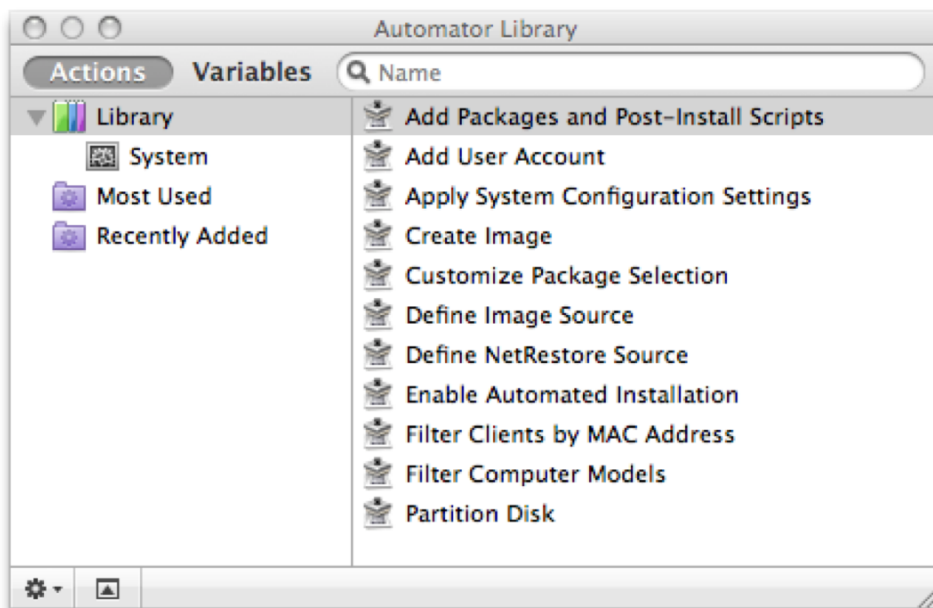 Automator Library
Actions Variables Name
Library
System
Most Used
Recently Added
Add Packages and Post-Install Scripts
Add User Account
Apply System Configuration Settings
Create Image
Customize Package Selection
Define Image Source
Define NetRestore Source
Enable Automated Installation
Filter Clients by MAC Address
Filter Computer Models
Partition Disk